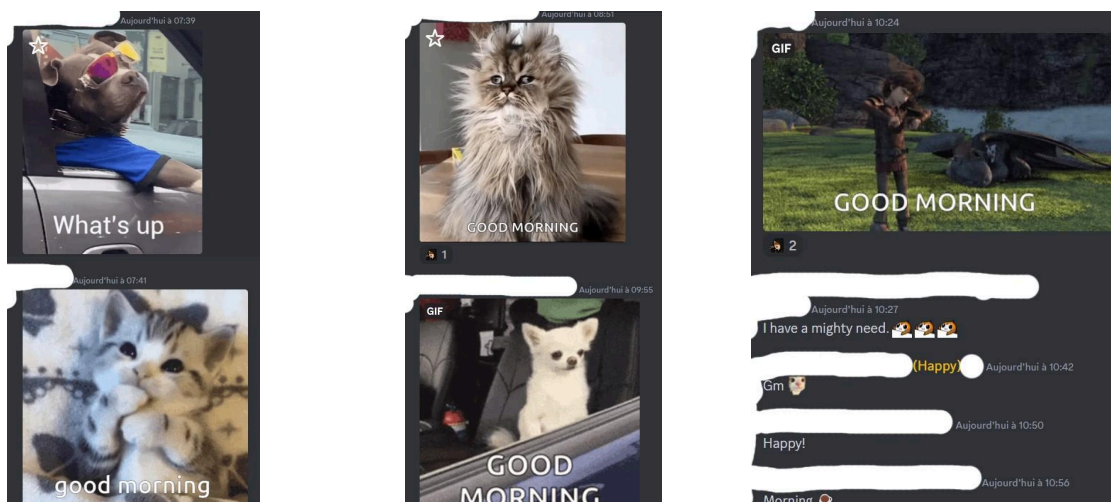 Aujourd'hui à 07:39
What's up
Aujourd'hui à 07:41
good morning
Aujourd'hui à 08:51
GOOD MORNING
1
Aujourd'hui à 09:55
GIF
GOOD
MORNING
Aujourd'hui à 10:24
GIF
GOOD MORNING
2
Aujourd'hui à 10:27
I have a mighty need.
(Happy) Aujourd'hui à 10:42
Gm
Aujourd'hui à 10:50
Happy!
Aujourd'hui à 10:56
Morning